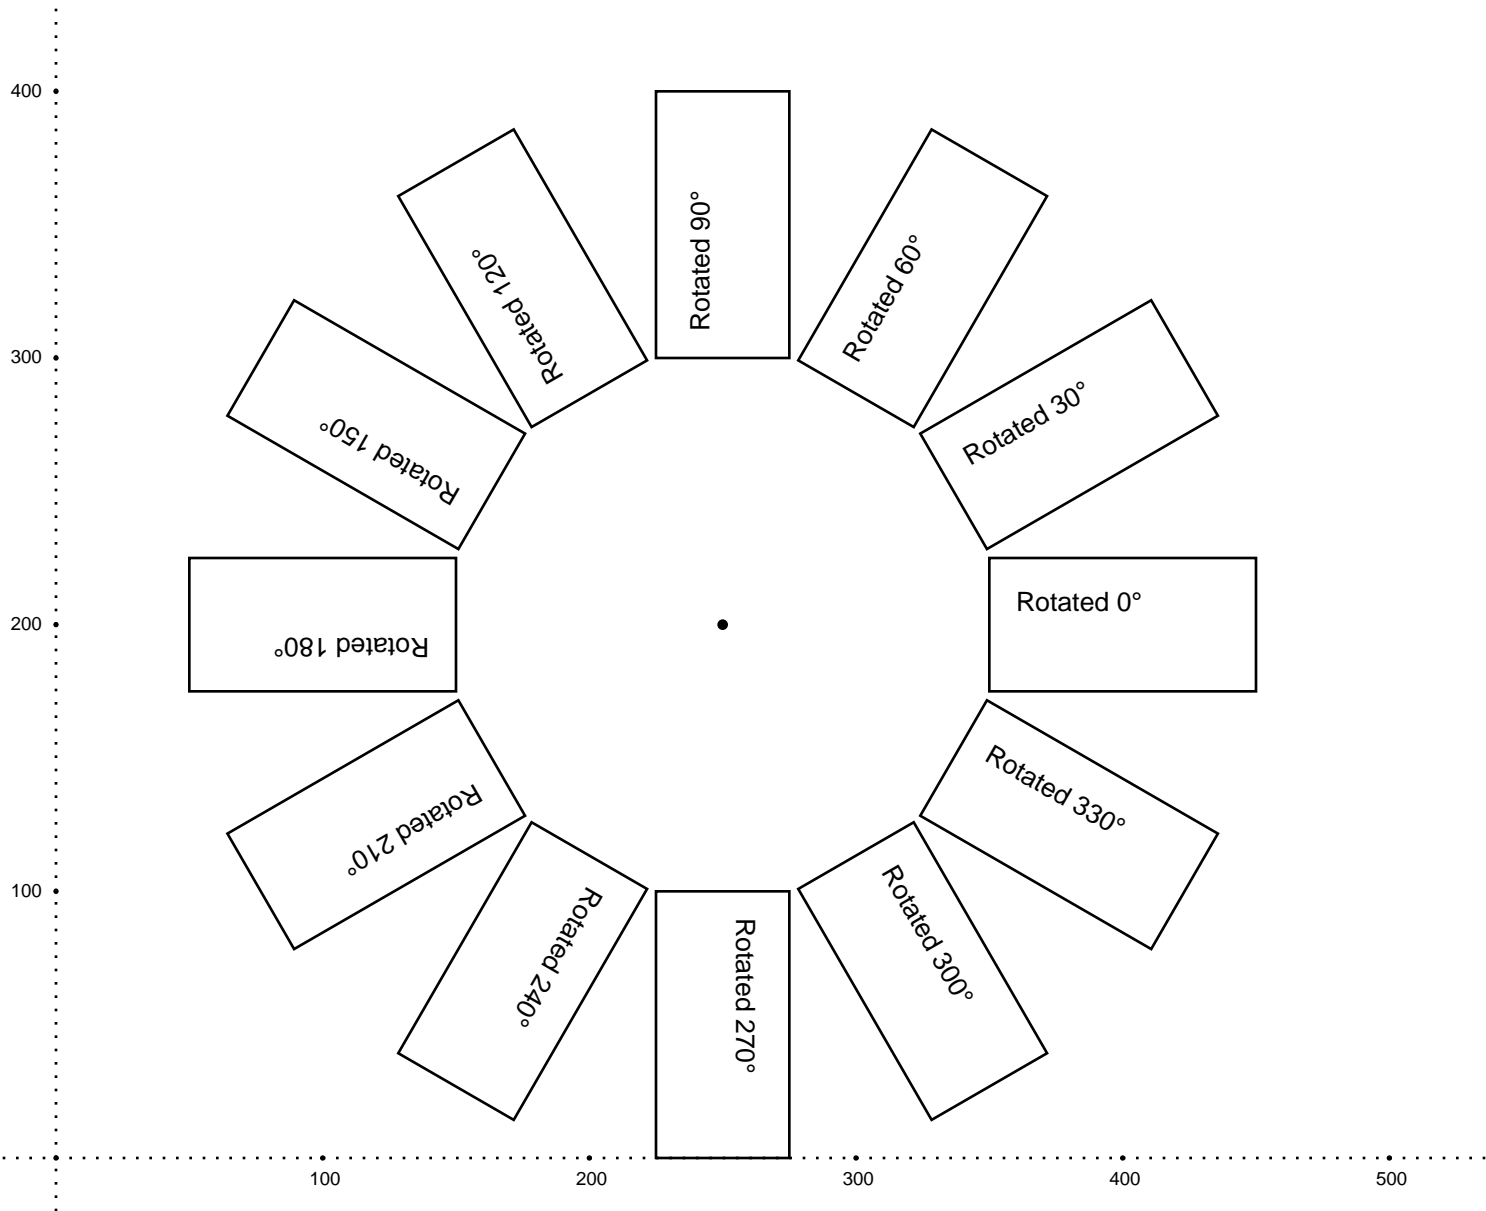 400
Rotated 90°
Rotated 120°
Rotated 60°
300
Rotated 150°
Rotated 30°
200
Rotated 180°
Rotated 0°
Rotated 210°
Rotated 330°
100
Rotated 240°
Rotated 270°
Rotated 300°
100
200
300
400
500